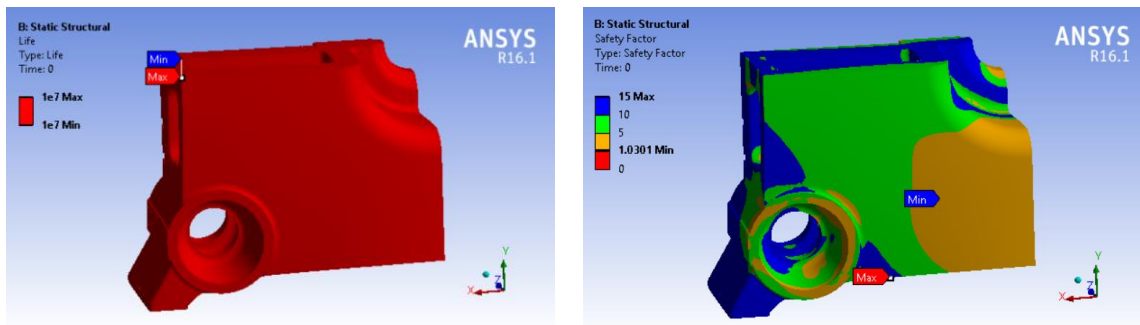 B: Static Structural
Life
Type: Life
Time: 0
1e7 Max
1e7 Min
Min
Max
ANSYS
R16.1
Y
X
Z
B: Static Structural
Safety Factor
Type: Safety Factor
Time: 0
15 Max
10
5
1.0301 Min
0
Min
Max
ANSYS
R16.1
Y
X
Z